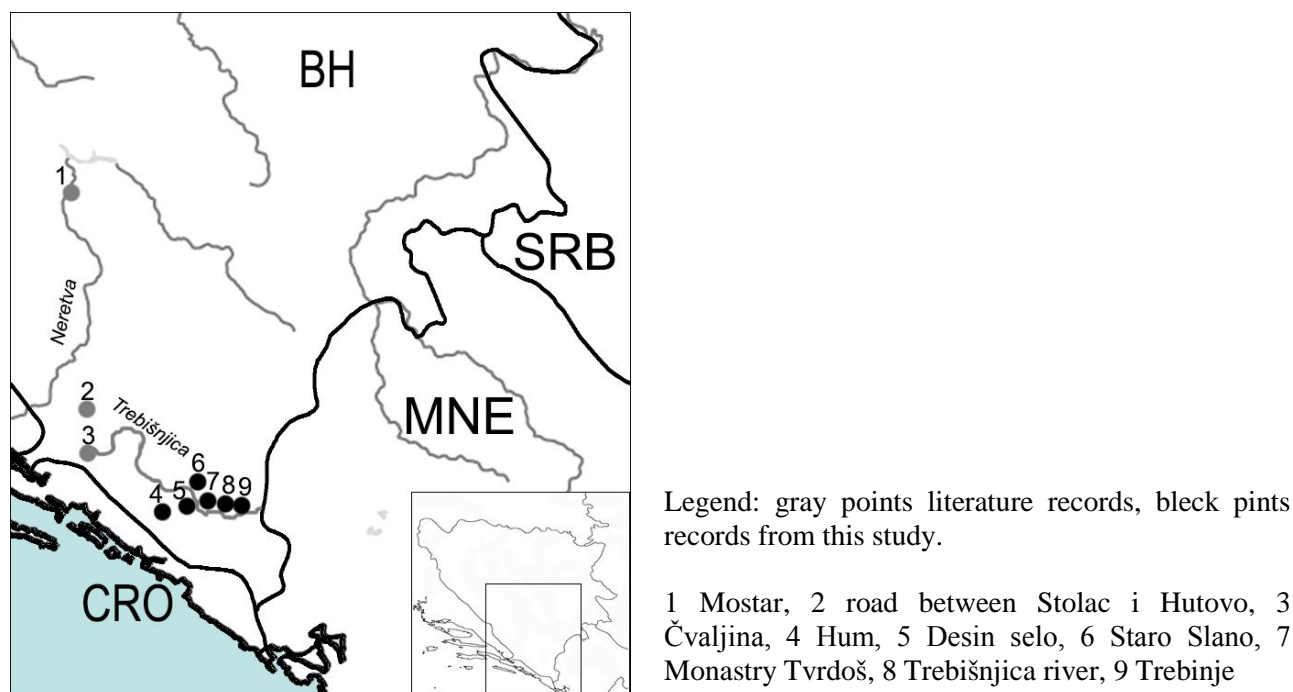 BH
1
SRB
Neretva
2
Trebišnjica
MNE
3
6
7 8 9
4 5
CRO
Legend: gray points literature records, bleck pints
records from this study.
1 Mostar, 2 road between Stolac i Hutovo, 3
Čvaljina, 4 Hum, 5 Desin selo, 6 Staro Slano, 7
Monastry Tvrdoš, 8 Trebišnjica river, 9 Trebinje